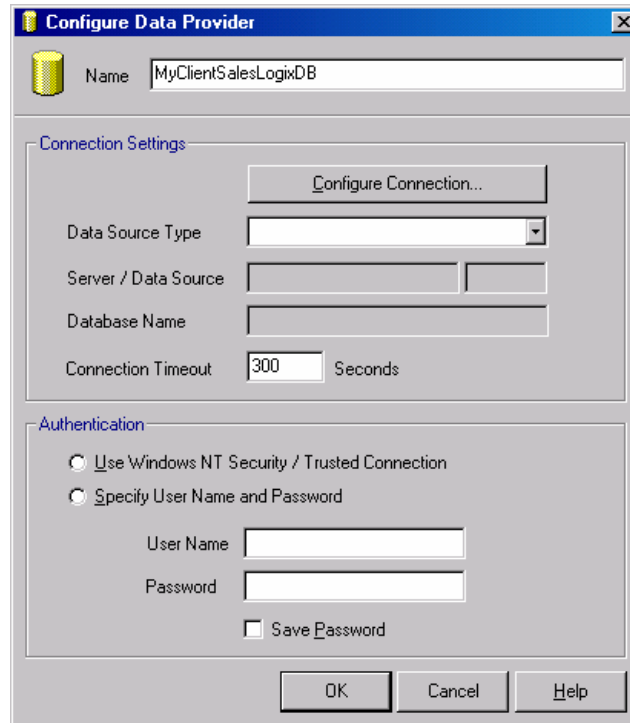 Configure Data Provider
Name MyClientSalesLogixDB
Connection Settings
Configure Connection...
Data Source Type
Server / Data Source
Database Name
Connection Timeout 300 Seconds
Authentication
Use Windows NT Security / Trusted Connection
Specify User Name and Password
User Name
Password
Save Password
OK Cancel Help